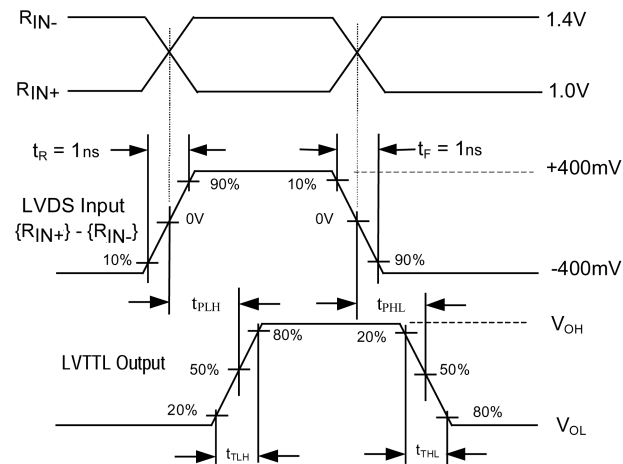 RIN- 1.4V
RIN+ 1.0V
tR = 1ns tF = 1ns
+400mV
90% 10%
LVDS Input 0V 0V
{RIN+} - {RIN-}
10% 90%
-400mV
tPLH tPHL
VOH
80% 20%
LVTTL Output
50% 50%
20% 80%
VOL
tTLH tTHL